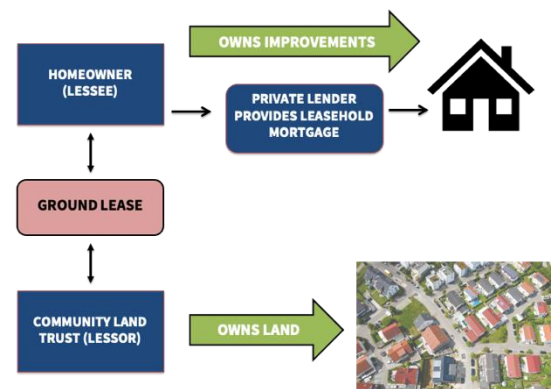 OWNS IMPROVEMENTS
HOMEOWNER
(LESSEE)
PRIVATE LENDER
PROVIDES LEASEHOLD
MORTGAGE
GROUND LEASE
COMMUNITY LAND
TRUST (LESSOR)
OWNS LAND